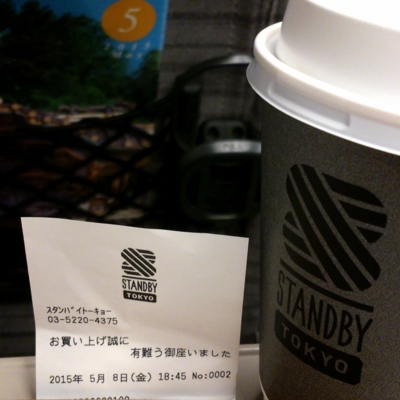 5
2015
STANDBY
TOKYO
ｽﾀﾝﾊﾞｲﾄｰｷｮｰ
03-5220-4375
お買い上げ誠に
有難う御座いました
2015年 5月 8日(金) 18:45 No:0002
STANDBY
TOKYO